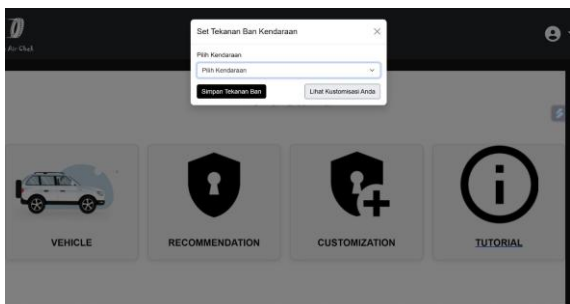 Set Tekanan Ban Kendaraan
Pilih Kendaraan
Pilih Kendaraan
Simpan Tekanan Ban
Lihat Kustomisasi Anda
VEHICLE
RECOMMENDATION
CUSTOMIZATION
TUTORIAL